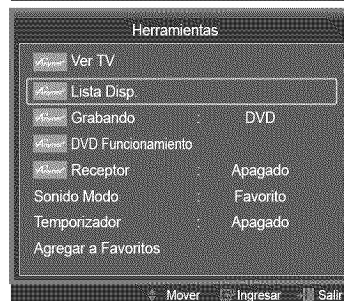 Herramientas
Ver TV
Lista Disp.
Grabando : DVD
DVD Funcionamiento
Receptor : Apagado
Sonido Modo : Favorito
Temporizador : Apagado
Agregar a Favoritos
Mover Ingresar Salir